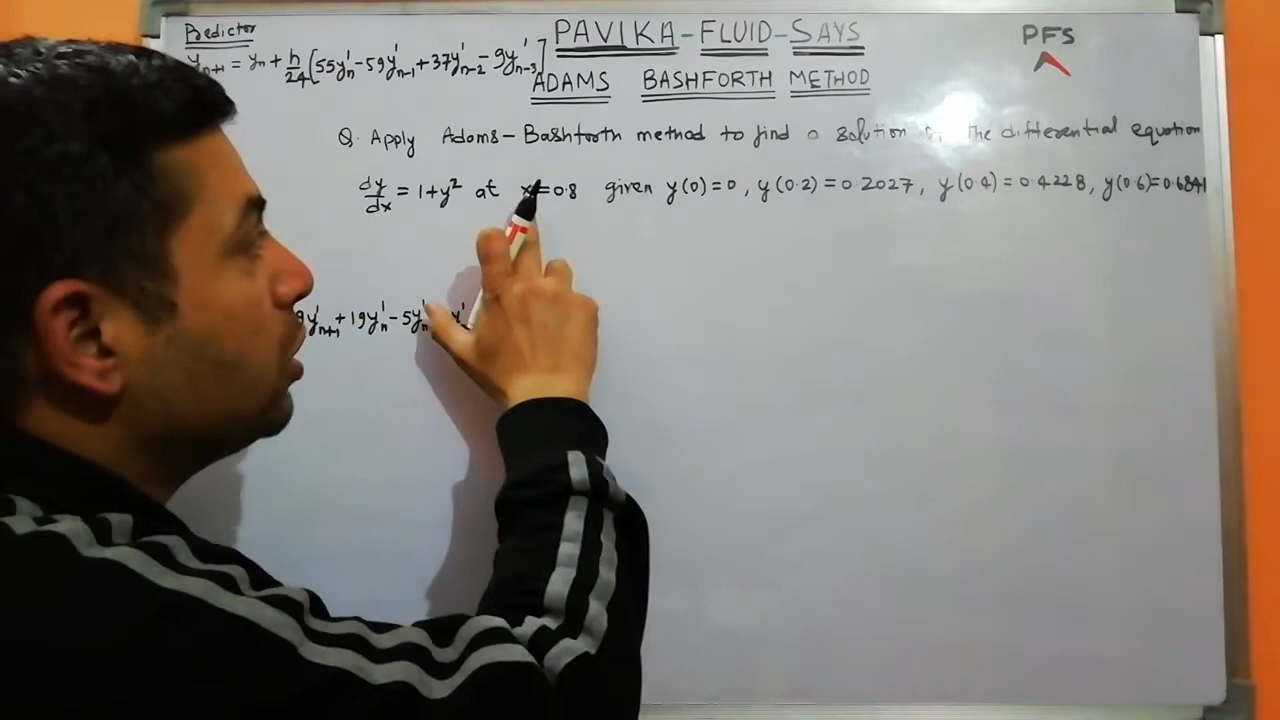 PAVIKA-FLUID-SAYS
PFS
Predictor
yn+1 = yn + h/24 [55y'n - 59y'n-1 + 37y'n-2 - 9y'n-3]
ADAMS BASHFORTH METHOD
Q. Apply Adams-Bashforth method to find a solution the differential equation
dy/dx = 1+y² at x=0.8 given y(0)=0, y(0.2)=0.2027, y(0.4)=0.4228, y(0.6)=0.6841
9y'n+1 + 19y'n - 5y'n